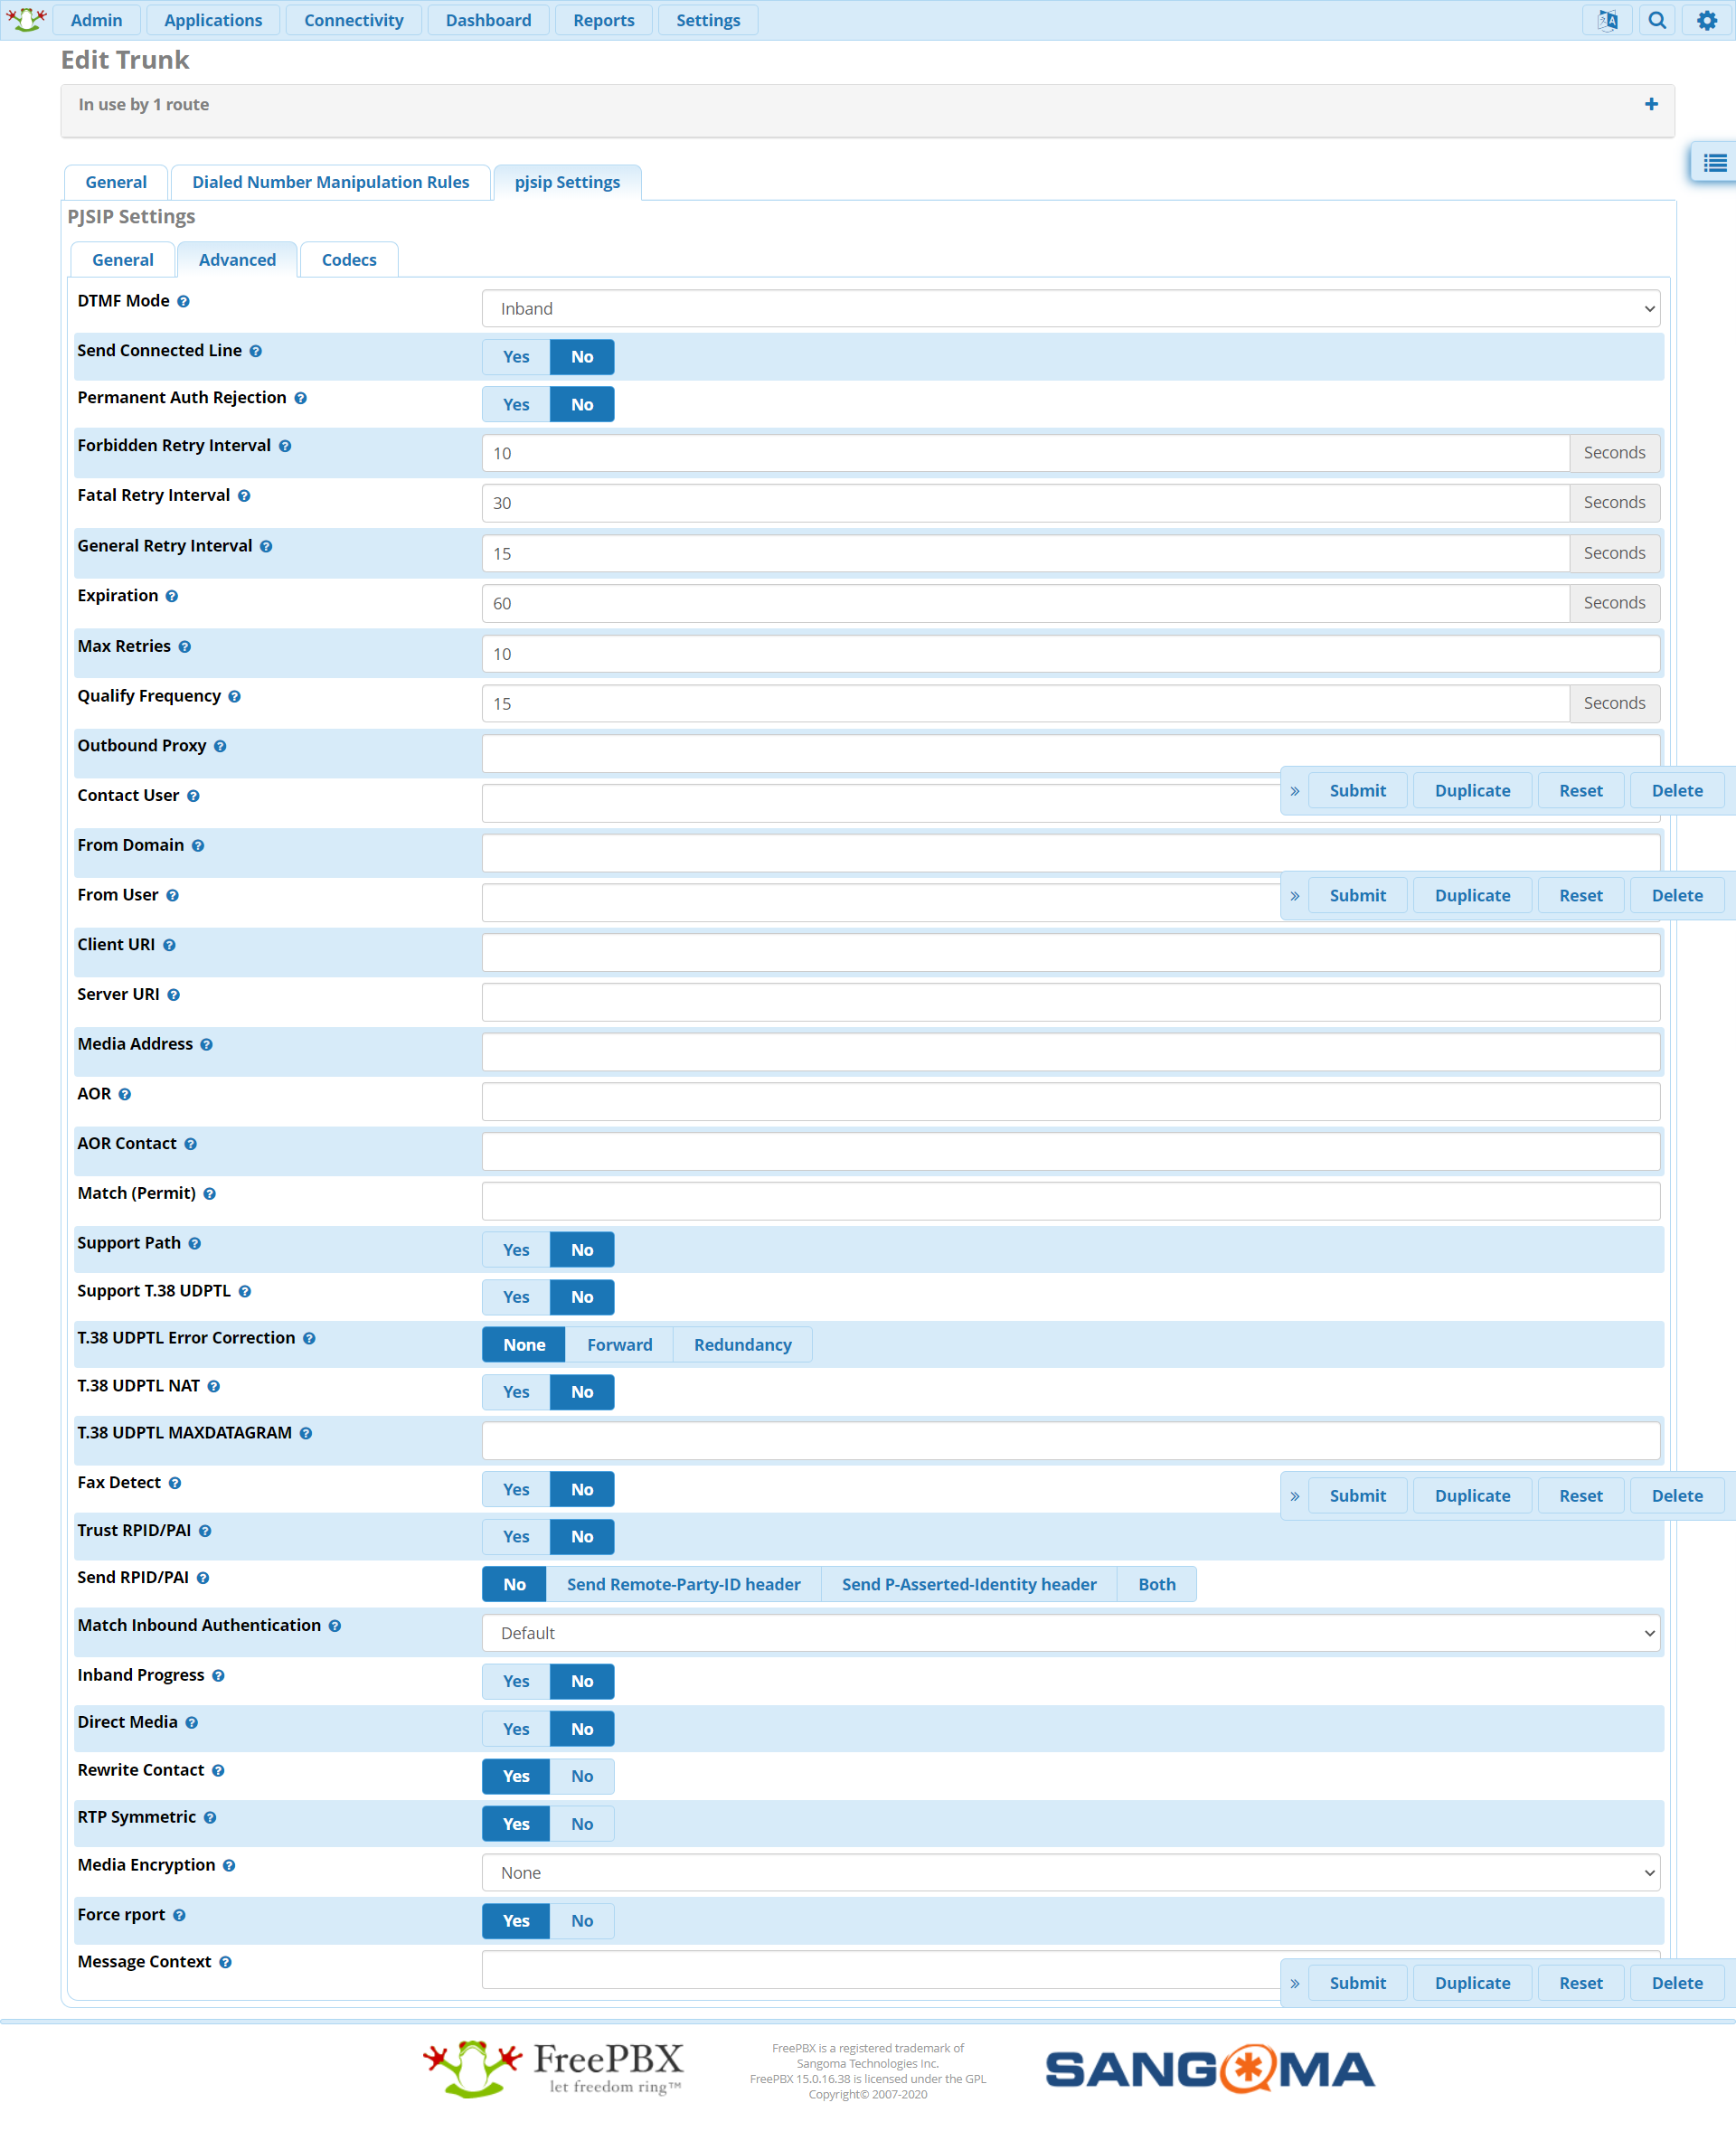 Admin Applications Connectivity Dashboard Reports Settings
Edit Trunk
In use by 1 route
General Dialed Number Manipulation Rules pjsip Settings
PJSIP Settings
General Advanced Codecs
DTMF Mode Inband
Send Connected Line Yes No
Permanent Auth Rejection Yes No
Forbidden Retry Interval 10 Seconds
Fatal Retry Interval 30 Seconds
General Retry Interval 15 Seconds
Expiration 60 Seconds
Max Retries 10
Qualify Frequency 15 Seconds
Outbound Proxy
Contact User » Submit Duplicate Reset Delete
From Domain
From User » Submit Duplicate Reset Delete
Client URI
Server URI
Media Address
AOR
AOR Contact
Match (Permit)
Support Path Yes No
Support T.38 UDPTL Yes No
T.38 UDPTL Error Correction None Forward Redundancy
T.38 UDPTL NAT Yes No
T.38 UDPTL MAXDATAGRAM
Fax Detect Yes No » Submit Duplicate Reset Delete
Trust RPID/PAI Yes No
Send RPID/PAI No Send Remote-Party-ID header Send P-Asserted-Identity header Both
Match Inbound Authentication Default
Inband Progress Yes No
Direct Media Yes No
Rewrite Contact Yes No
RTP Symmetric Yes No
Media Encryption None
Force rport Yes No
Message Context » Submit Duplicate Reset Delete
FreePBX
let freedom ring™
FreePBX is a registered trademark of
Sangoma Technologies Inc.
FreePBX 15.0.16.38 is licensed under the GPL
Copyright© 2007-2020
SANGOMA